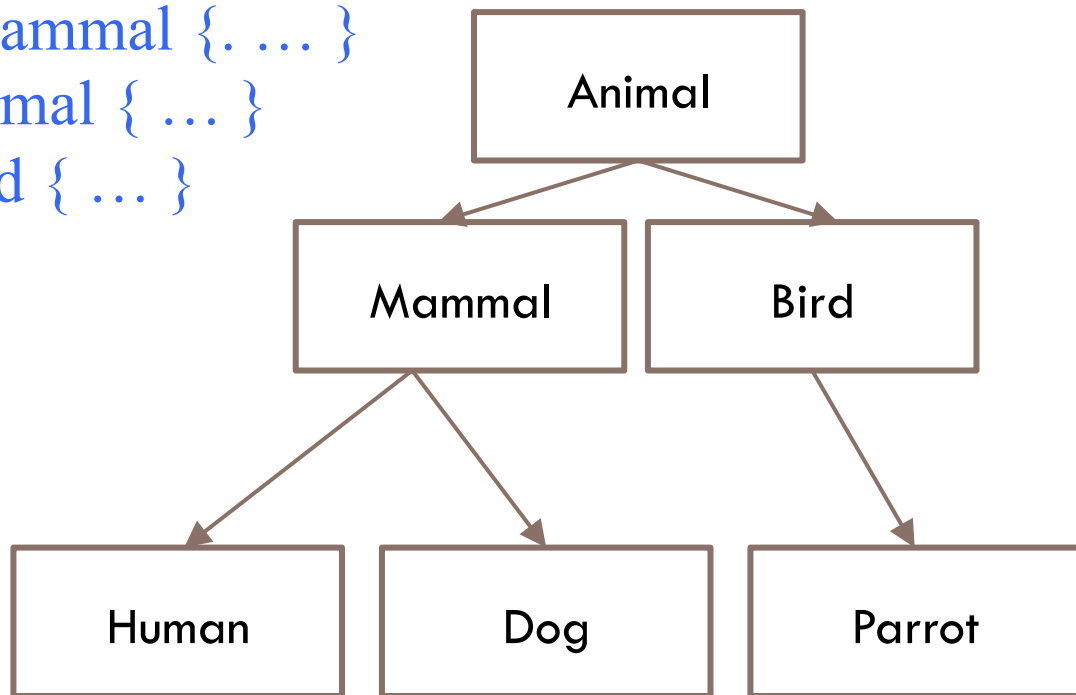 ammal {. … }
mal { … }
d { … }
Animal
Mammal Bird
Human Dog Parrot